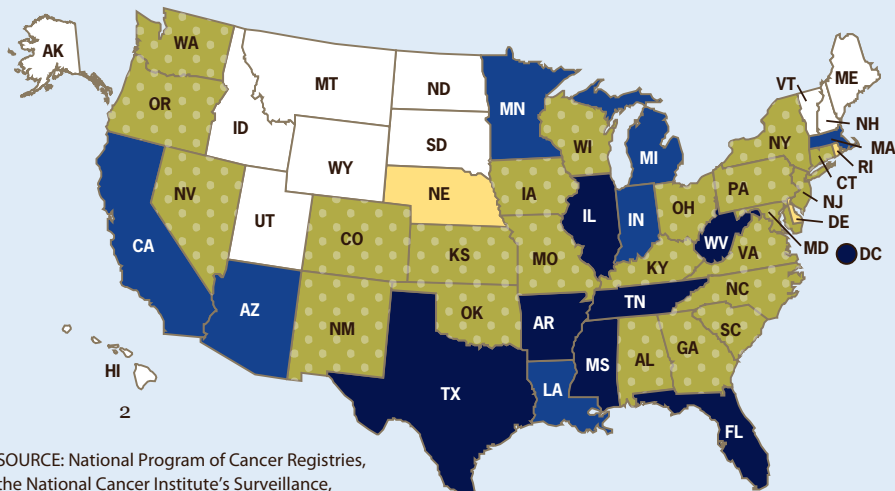 AK
WA
MT
ND
MN
VT
ME
OR
ID
SD
WI
MI
NY
NH
MA
WY
RI
CT
NV
NE
IA
PA
NJ
UT
IL
IN
OH
DE
CA
CO
WV
MD
DC
KS
MO
VA
KY
NC
AZ
NM
OK
TN
AR
SC
HI
MS
AL
GA
TX
LA
2
FL
SOURCE: National Program of Cancer Registries,
the National Cancer Institute’s Surveillance,